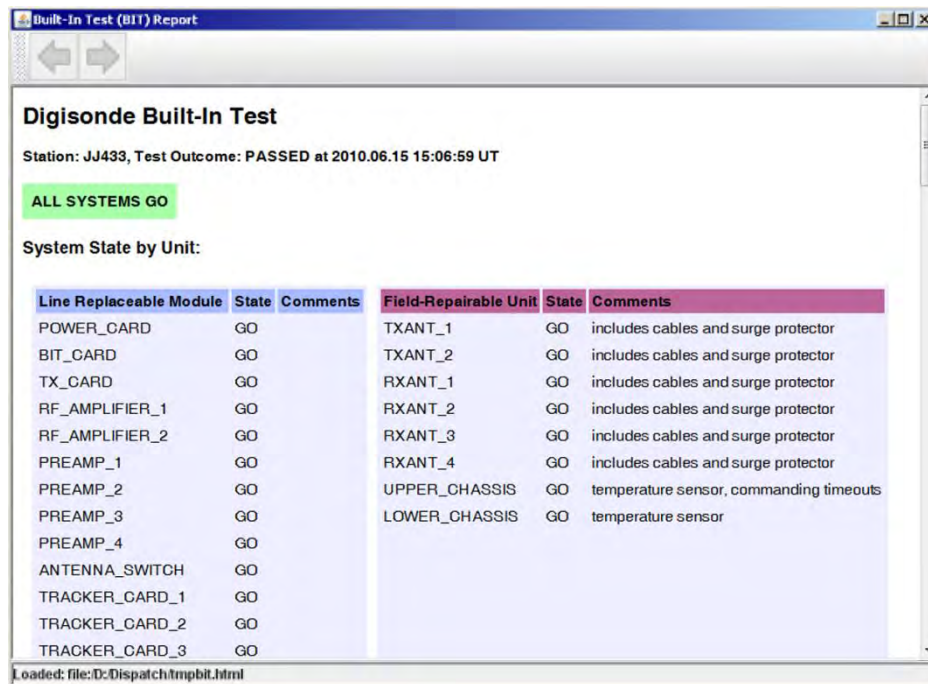 Built-In Test (BIT) Report
Digisonde Built-In Test
Station: JJ433, Test Outcome: PASSED at 2010.06.15 15:06:59 UT
ALL SYSTEMS GO
System State by Unit:
Line Replaceable Module State Comments
POWER_CARD GO
BIT_CARD GO
TX_CARD GO
RF_AMPLIFIER_1 GO
RF_AMPLIFIER_2 GO
PREAMP_1 GO
PREAMP_2 GO
PREAMP_3 GO
PREAMP_4 GO
ANTENNA_SWITCH GO
TRACKER_CARD_1 GO
TRACKER_CARD_2 GO
TRACKER_CARD_3 GO
Field-Repairable Unit State Comments
TXANT_1 GO includes cables and surge protector
TXANT_2 GO includes cables and surge protector
RXANT_1 GO includes cables and surge protector
RXANT_2 GO includes cables and surge protector
RXANT_3 GO includes cables and surge protector
RXANT_4 GO includes cables and surge protector
UPPER_CHASSIS GO temperature sensor, commanding timeouts
LOWER_CHASSIS GO temperature sensor
Loaded: file:/D:/Dispatch/tmpbit.html